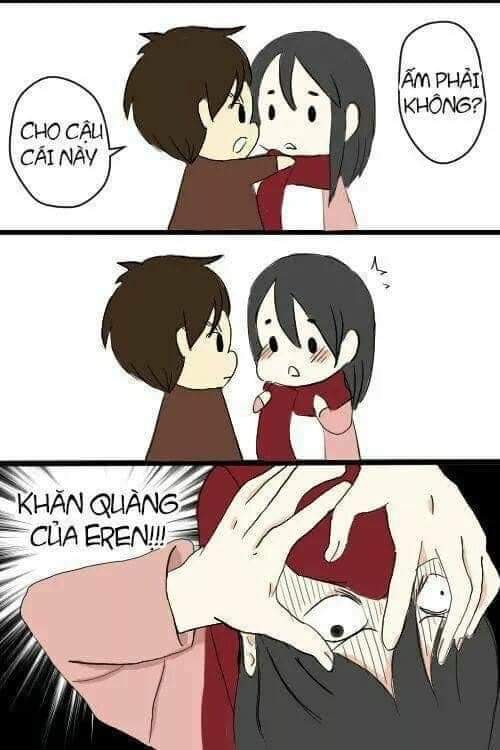 CHO CẬU
CÁI NÀY
ẤM PHẢI
KHÔNG?
KHĂN QUÀNG
CỦA EREN!!!